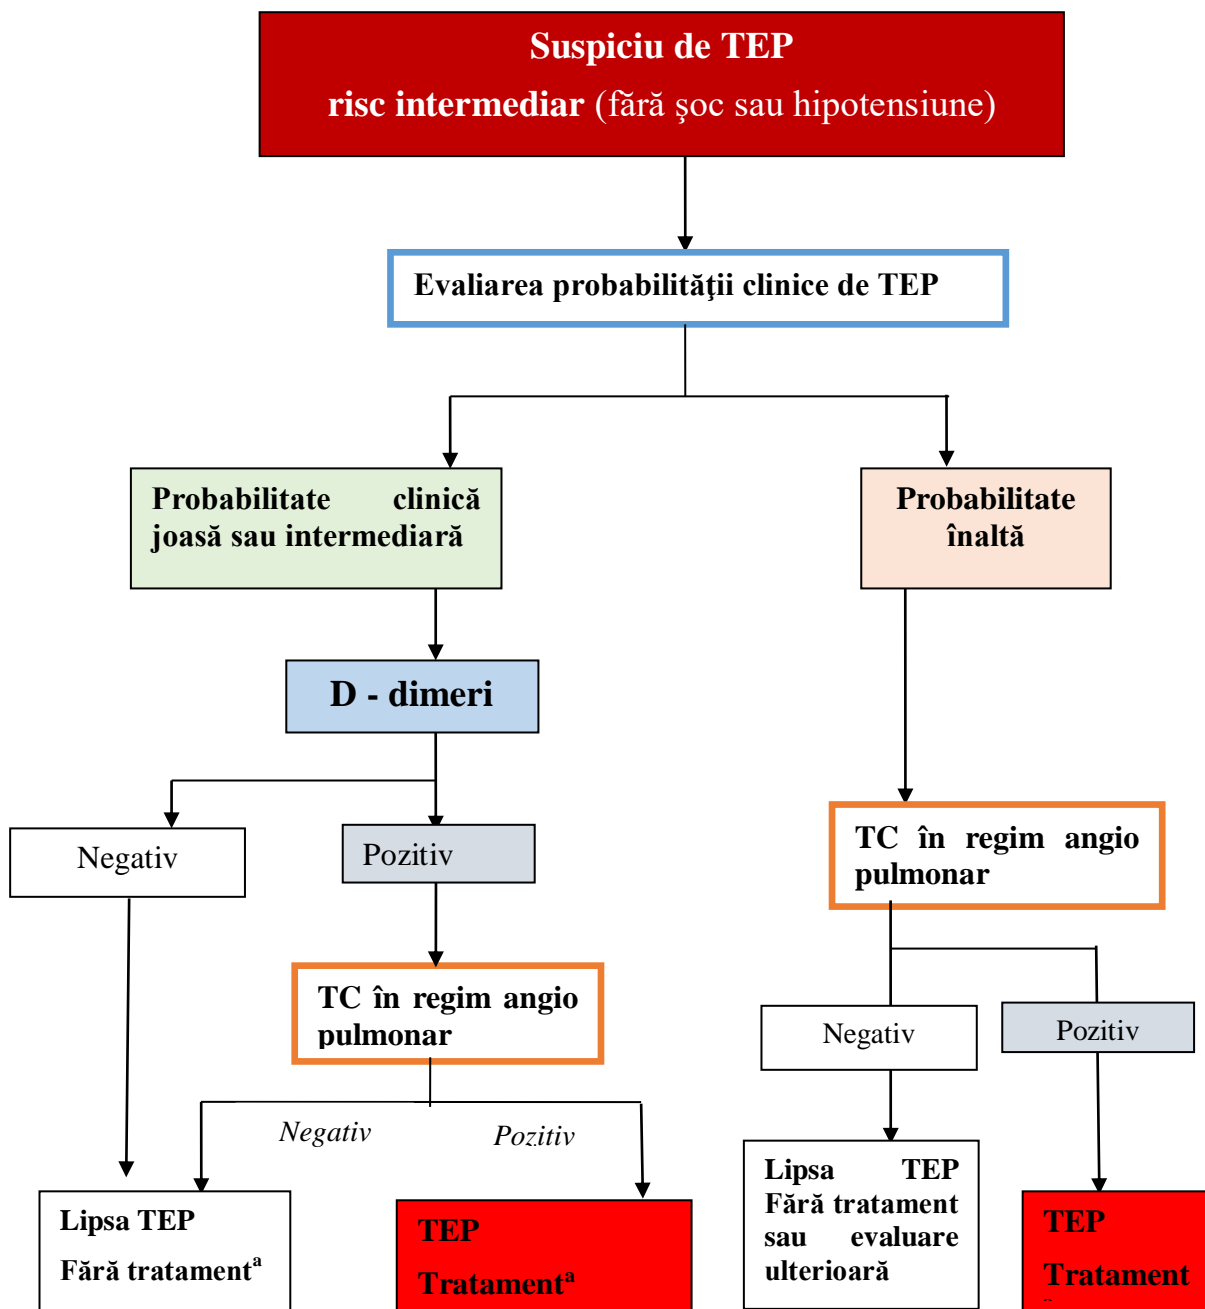 Suspiciu de TEP
risc intermediar (fără şoc sau hipotensiune)
Evaliarea probabilităţii clinice de TEP
Probabilitate clinică
joasă sau intermediară
Probabilitate
înaltă
D - dimeri
Negativ
Pozitiv
TC în regim angio
pulmonar
TC în regim angio
pulmonar
Negativ
Pozitiv
Negativ
Pozitiv
Lipsa TEP
Fără tratamentᵃ
TEP
Tratamentᵃ
Lipsa TEP
Fără tratament
sau evaluare
ulterioară
TEP
Tratament